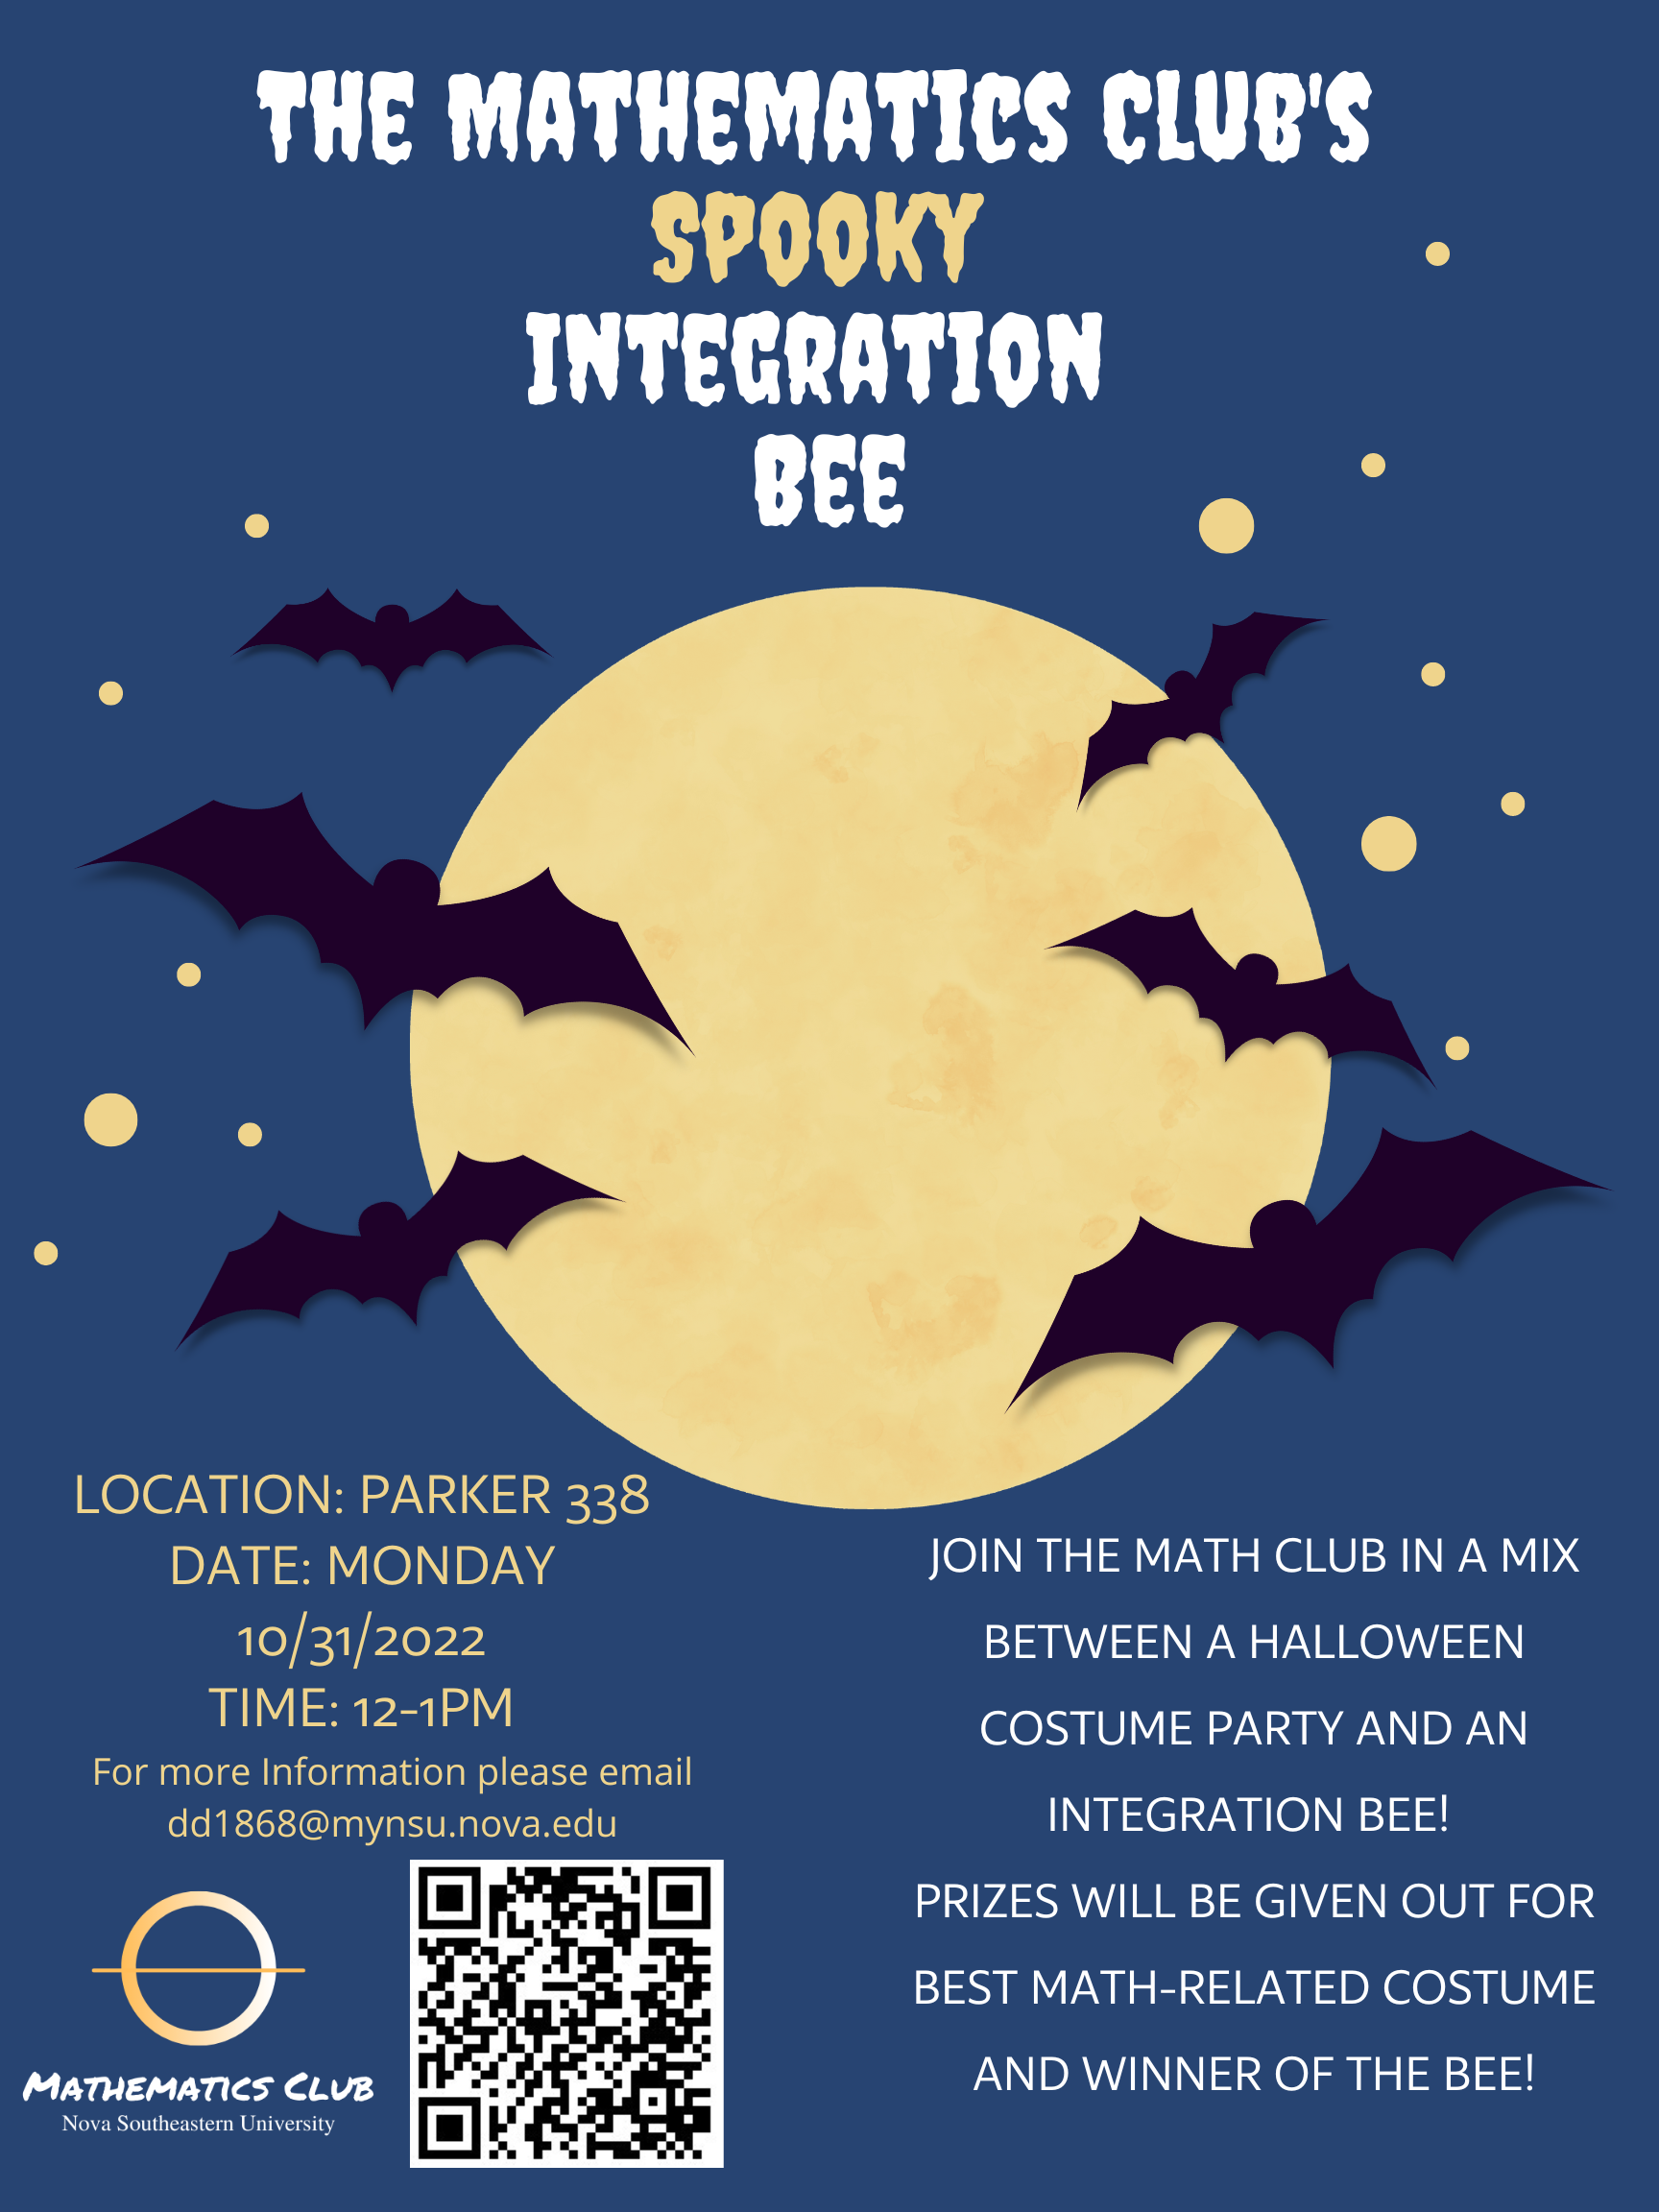 THE MATHEMATICS CLUB'S
SPOOKY
INTEGRATION
BEE
LOCATION: PARKER 338
DATE: MONDAY
10/31/2022
TIME: 12-1PM
For more Information please email
dd1868@mynsu.nova.edu
MATHEMATICS CLUB
Nova Southeastern University
JOIN THE MATH CLUB IN A MIX
BETWEEN A HALLOWEEN
COSTUME PARTY AND AN
INTEGRATION BEE!
PRIZES WILL BE GIVEN OUT FOR
BEST MATH-RELATED COSTUME
AND WINNER OF THE BEE!